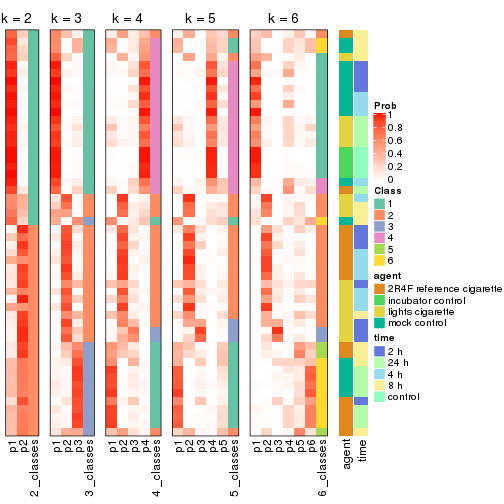 k = 2 k = 3 k = 4 k = 5 k = 6
Prob
1
0.8
0.6
0.4
0.2
0
Class
1
2
3
4
5
6
agent
2R4F reference cigarette
incubator control
lights cigarette
mock control
time
2 h
24 h
4 h
8 h
control
p1 p2 2_classes p1 p2 p3 3_classes p1 p2 p3 p4 4_classes p1 p2 p3 p4 p5 5_classes p1 p2 p3 p4 p5 p6 6_classes agent time